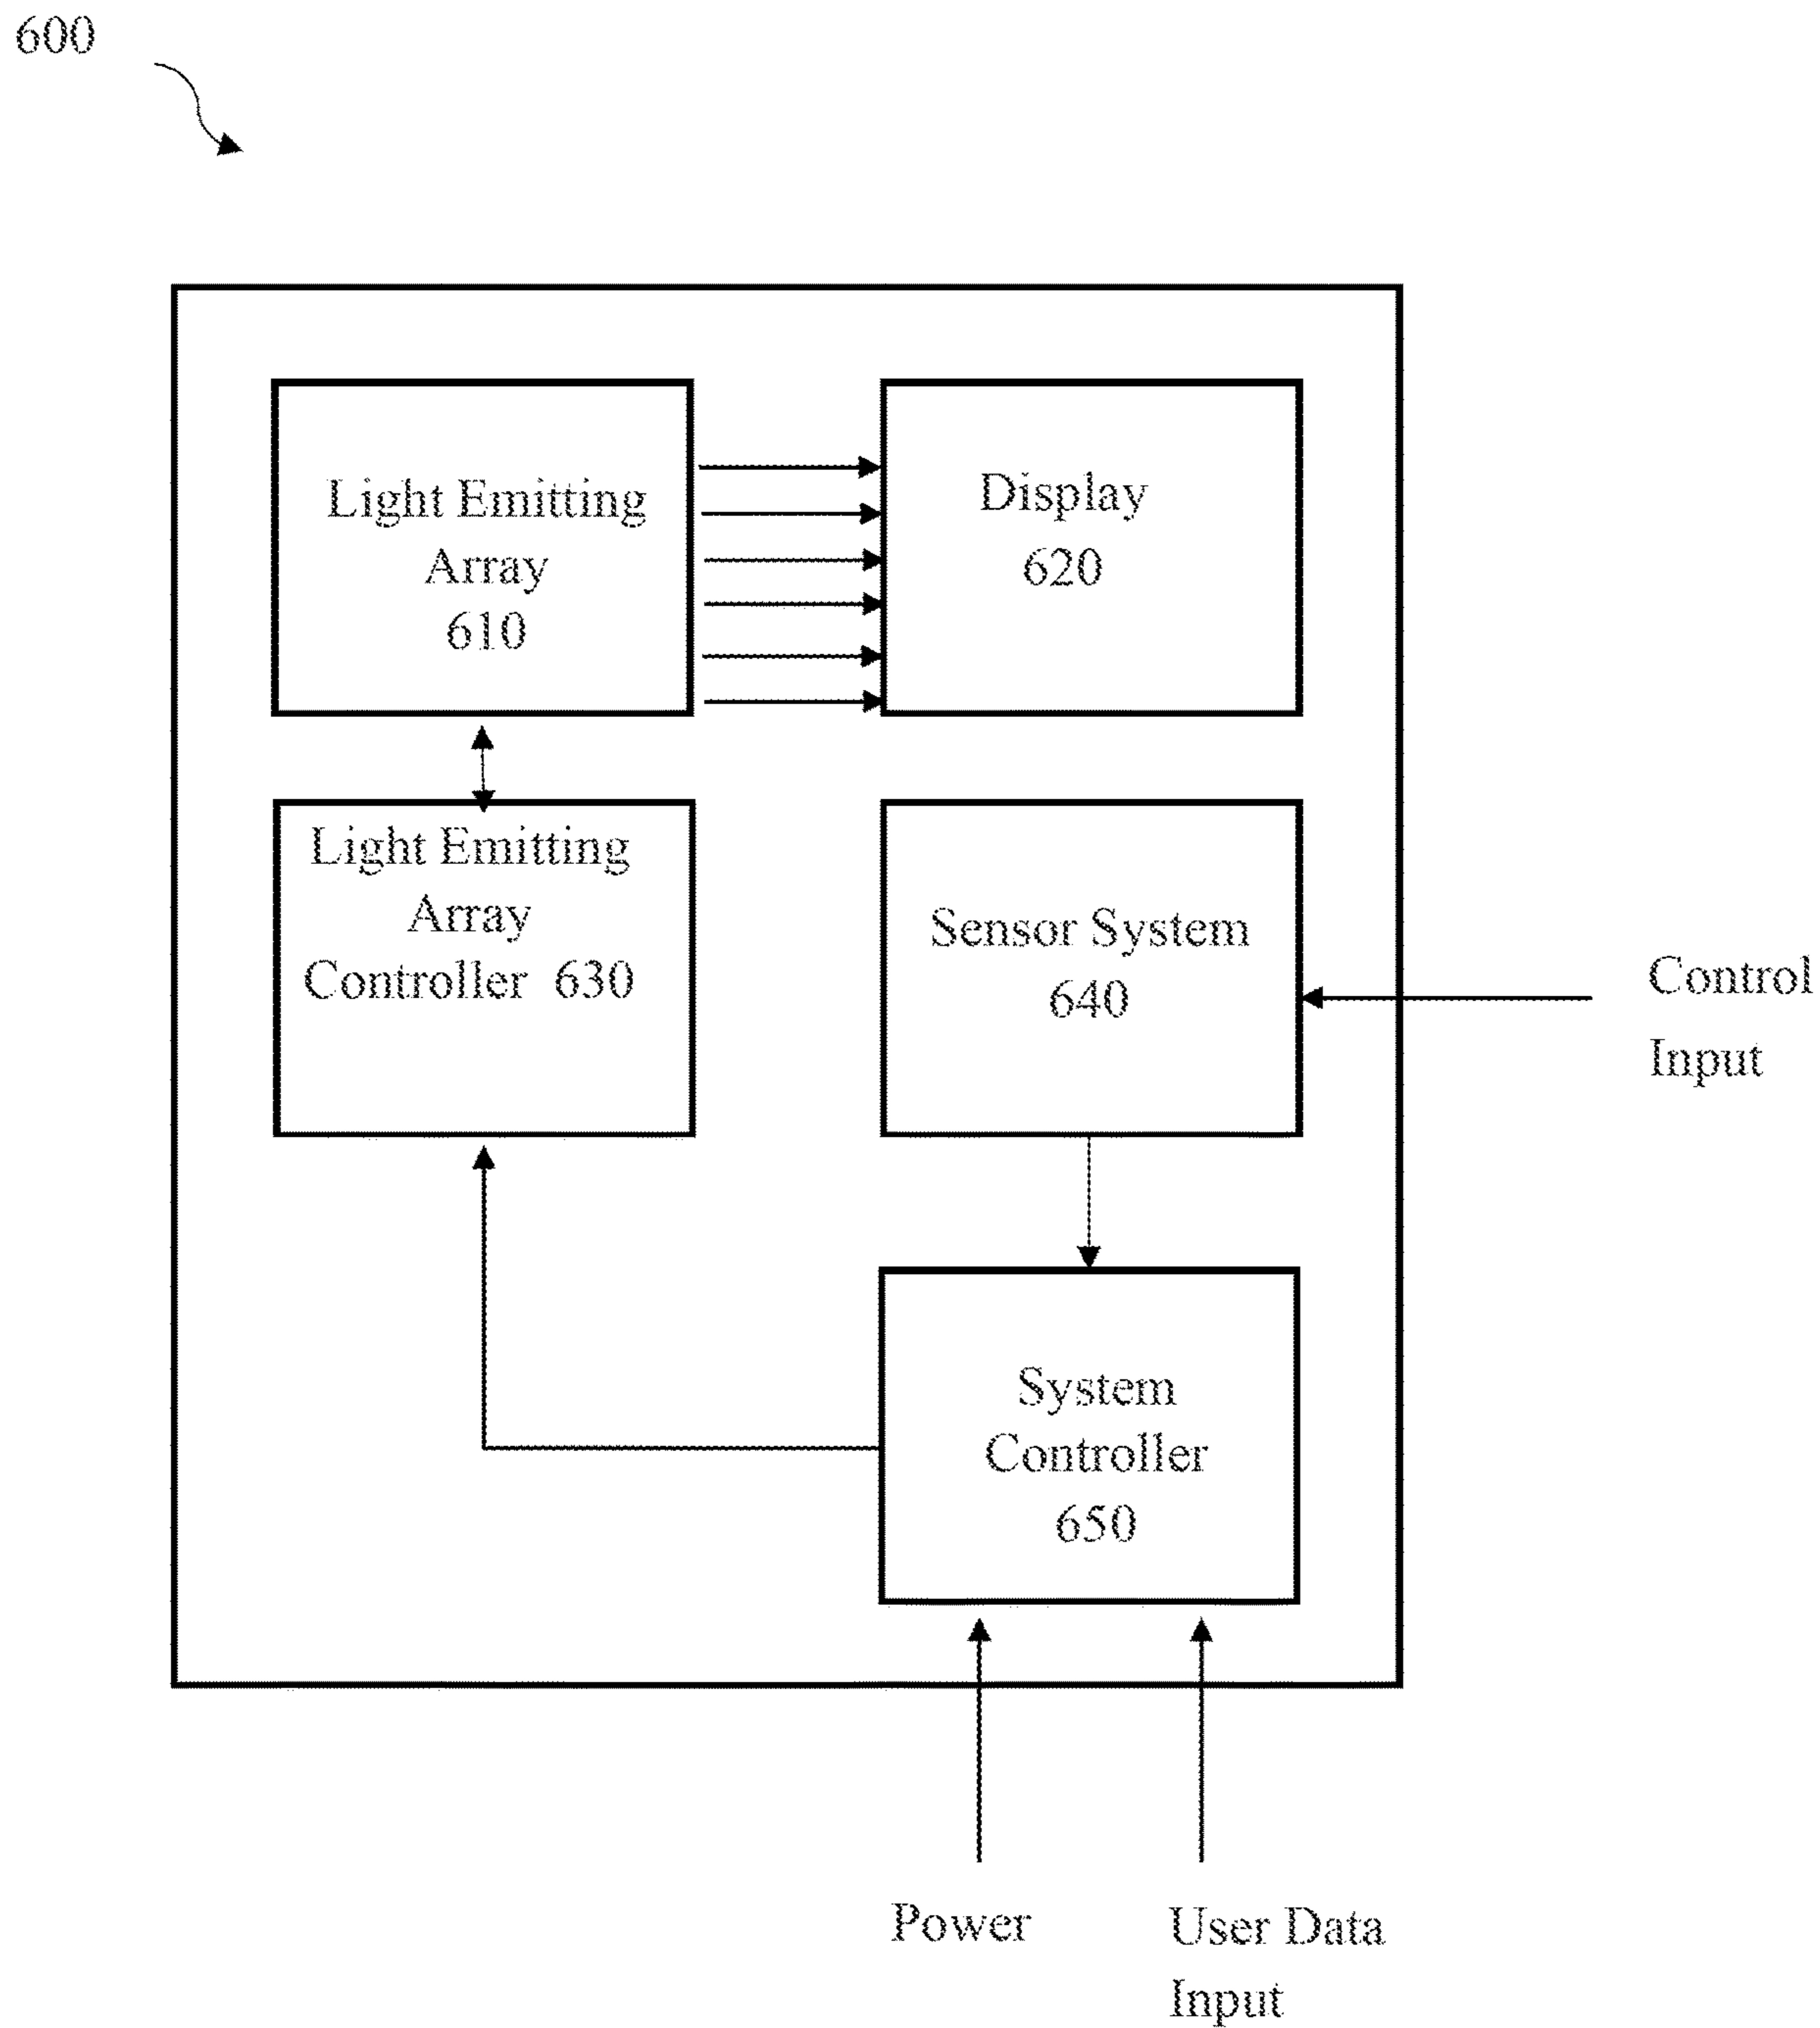 600
Light Emitting
Array
610
Display
620
Light Emitting
Array
Controller 630
Sensor System
640
Control
Input
System
Controller
650
Power
User Data
Input